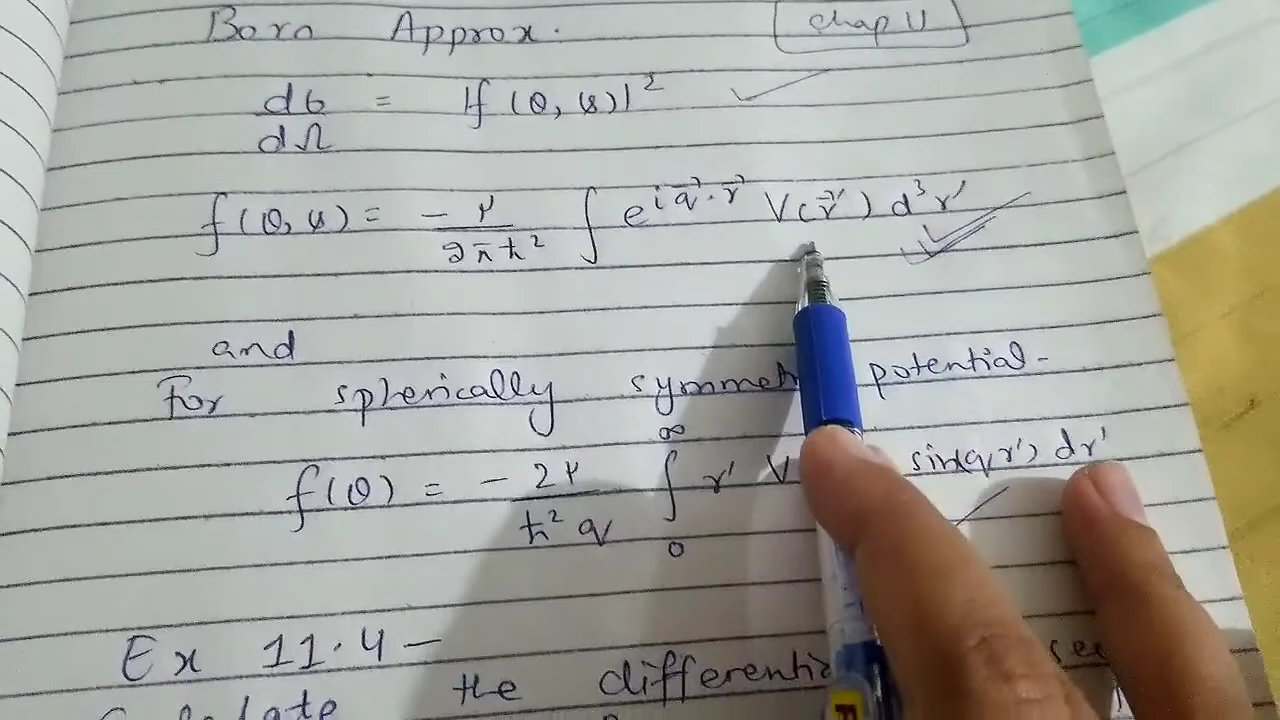 Born Approx.
Chap 11
dσ/dΩ = |f(θ, φ)|²
f(θ, φ) = -μ/2πħ² ∫ e^{i q⃗·r⃗'} V(r⃗') d³r'
and
For spherically symmet potential-
f(θ) = -2μ/ħ²q ∫₀^∞ r' V sin(qr') dr'
Ex 11.4-
the differenti